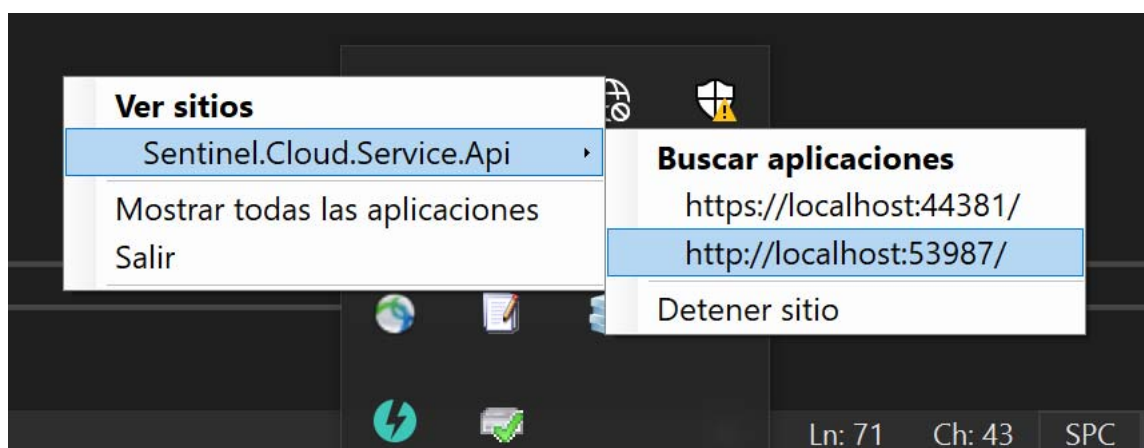 Ver sitios
Sentinel.Cloud.Service.Api
Mostrar todas las aplicaciones
Salir
Buscar aplicaciones
https://localhost:44381/
http://localhost:53987/
Detener sitio
Ln: 71 Ch: 43 SPC